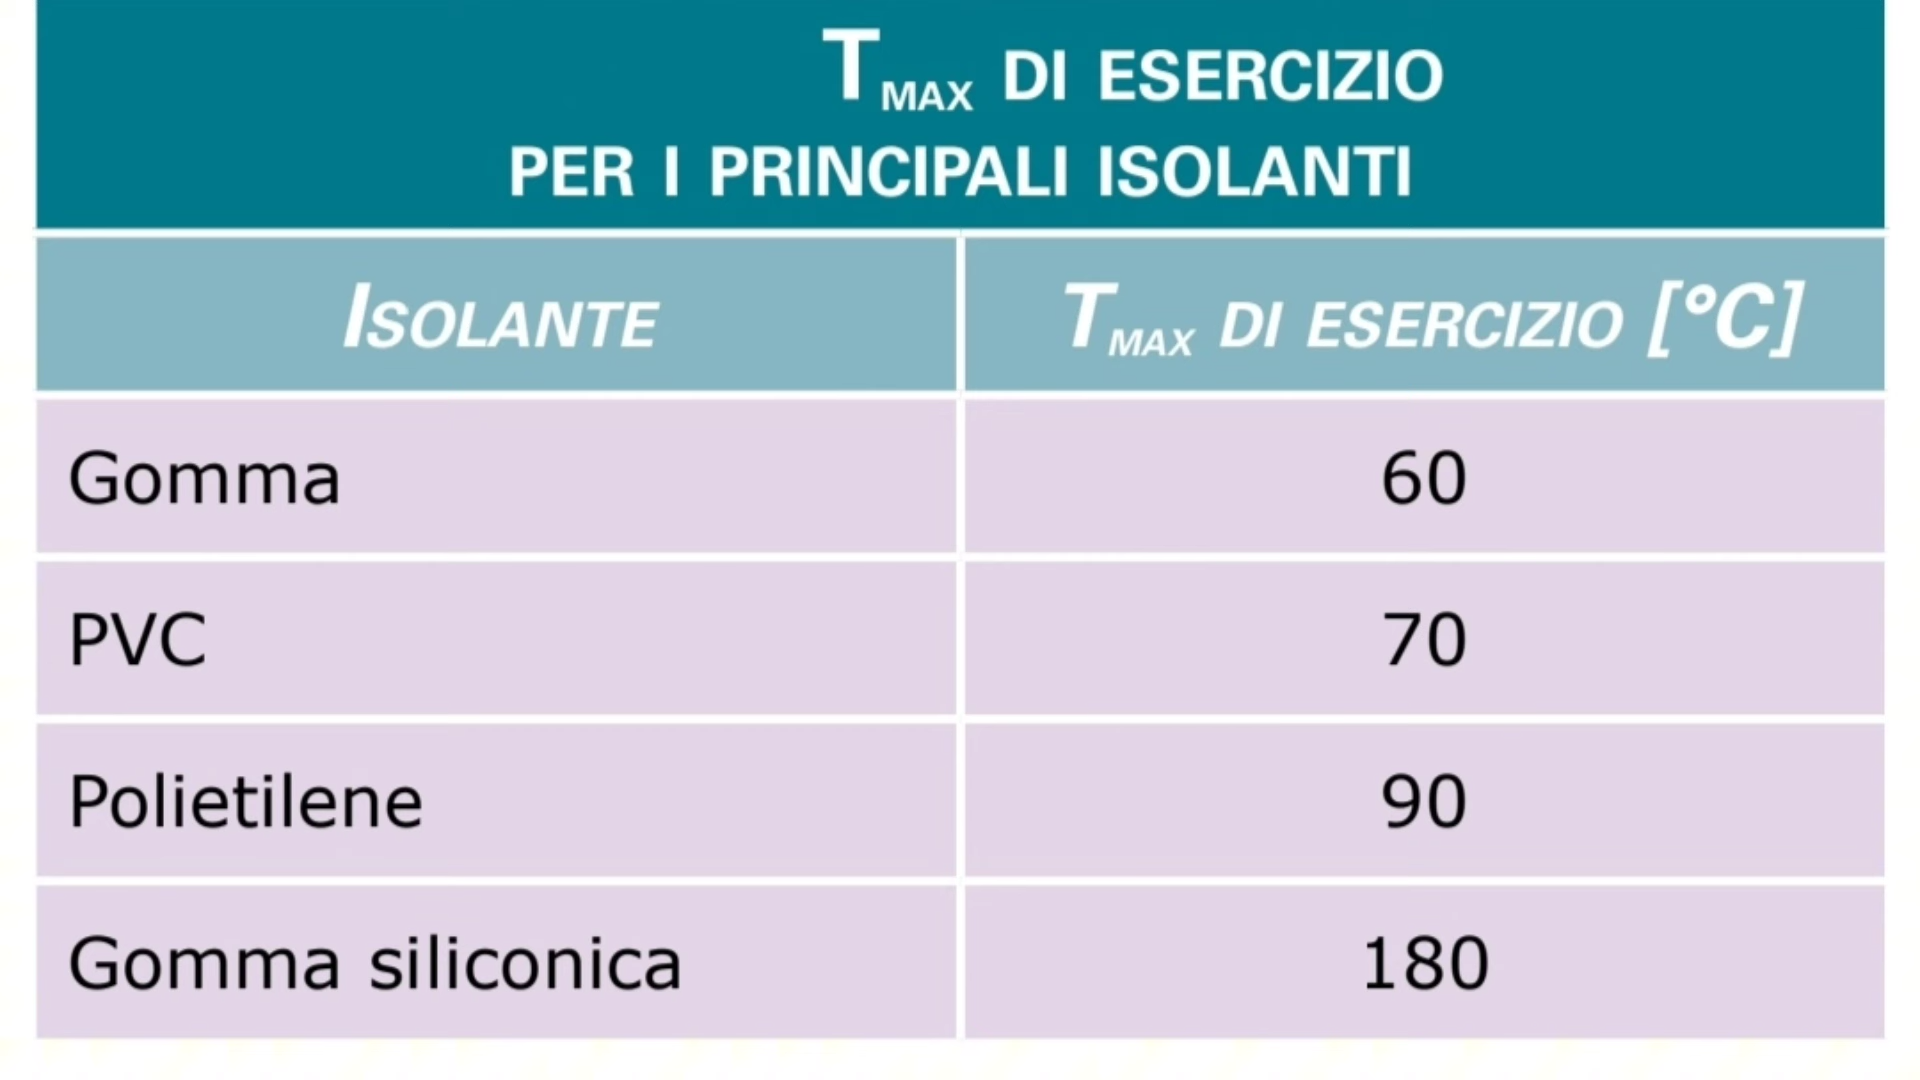 TMAX DI ESERCIZIO
PER I PRINCIPALI ISOLANTI
ISOLANTE TMAX DI ESERCIZIO [°C]
Gomma 60
PVC 70
Polietilene 90
Gomma siliconica 180